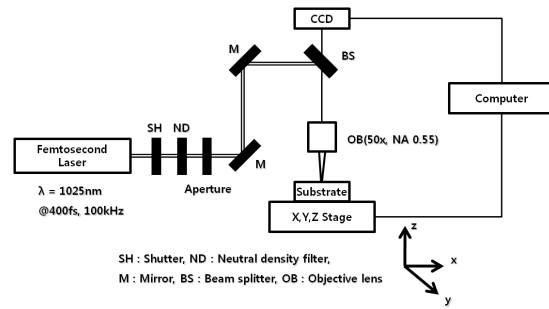 CCD
M
BS
Computer
SH ND
OB(50x, NA 0.55)
Femtosecond
Laser
M
Aperture
Substrate
λ = 1025nm
X,Y,Z Stage
@400fs, 100kHz
z
x
y
SH : Shutter, ND : Neutral density filter,
M : Mirror, BS : Beam splitter, OB : Objective lens